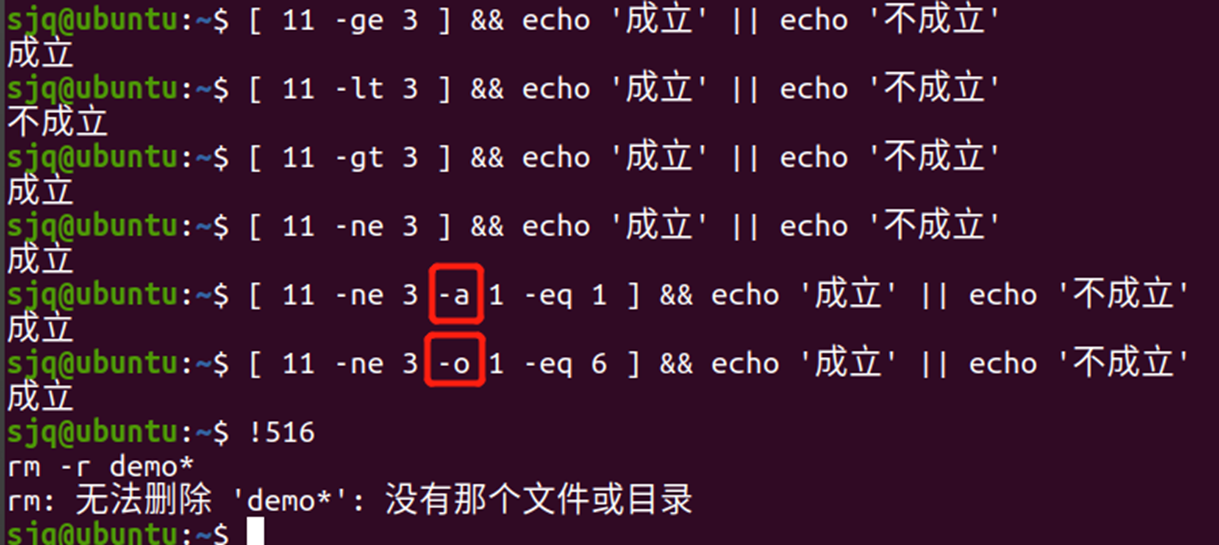 sjq@ubuntu:~$ [ 11 -ge 3 ] && echo '成立' || echo '不成立'
成立
sjq@ubuntu:~$ [ 11 -lt 3 ] && echo '成立' || echo '不成立'
不成立
sjq@ubuntu:~$ [ 11 -gt 3 ] && echo '成立' || echo '不成立'
成立
sjq@ubuntu:~$ [ 11 -ne 3 ] && echo '成立' || echo '不成立'
成立
sjq@ubuntu:~$ [ 11 -ne 3 -a 1 -eq 1 ] && echo '成立' || echo '不成立'
成立
sjq@ubuntu:~$ [ 11 -ne 3 -o 1 -eq 6 ] && echo '成立' || echo '不成立'
成立
sjq@ubuntu:~$ !516
rm -r demo*
rm: 无法删除 'demo*': 没有那个文件或目录
sjq@ubuntu:~$